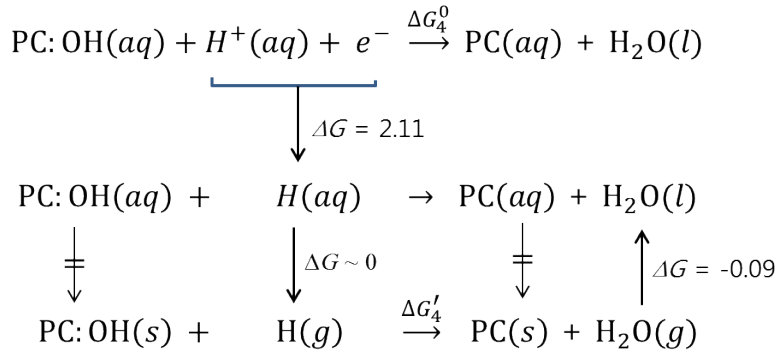 ΔG₄⁰
PC: OH(aq) + H⁺(aq) + e⁻ → PC(aq) + H₂O(l)
ΔG = 2.11
PC: OH(aq) + H(aq) → PC(aq) + H₂O(l)
ΔG ~ 0
ΔG = -0.09
ΔG₄′
PC: OH(s) + H(g) → PC(s) + H₂O(g)